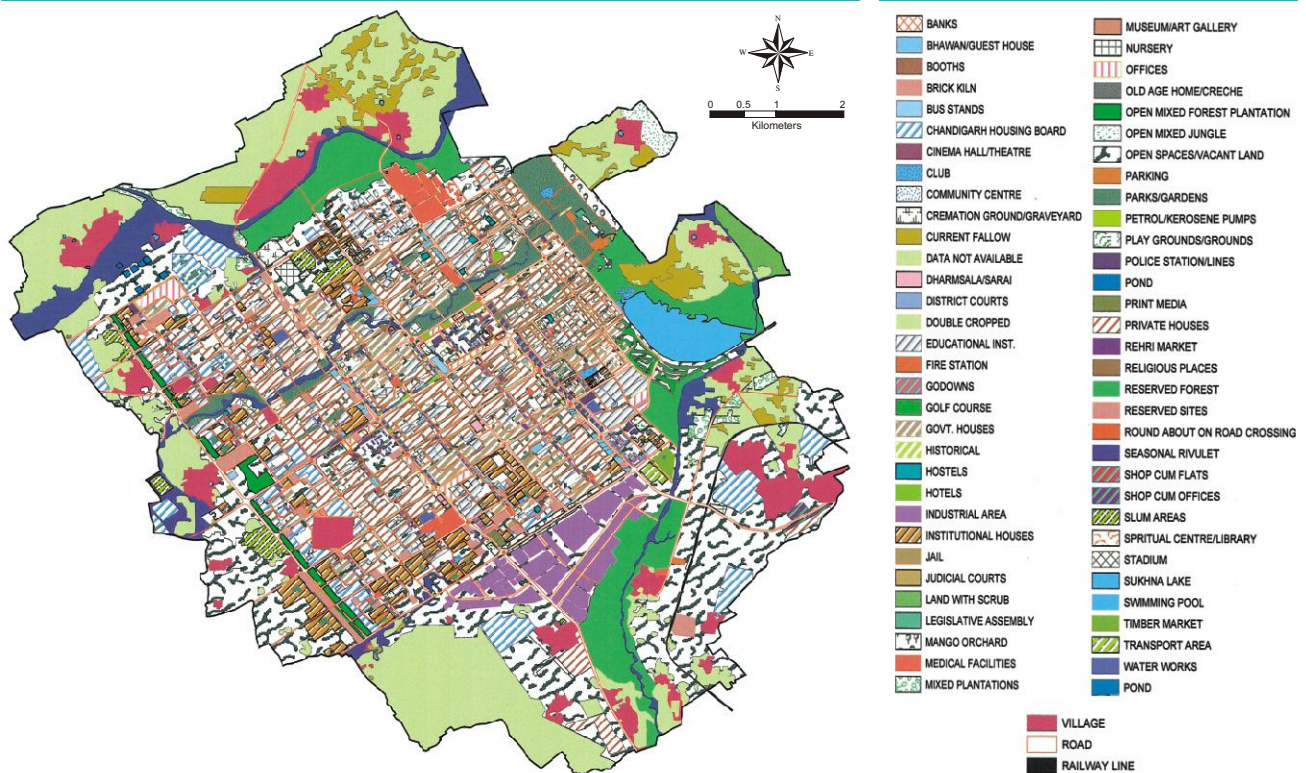 N
W E
S
0 0.5 1 2
Kilometers
BANKS
BHAWAN/GUEST HOUSE
BOOTHS
BRICK KILN
BUS STANDS
CHANDIGARH HOUSING BOARD
CINEMA HALL/THEATRE
CLUB
COMMUNITY CENTRE
CREMATION GROUND/GRAVEYARD
CURRENT FALLOW
DATA NOT AVAILABLE
DHARMSALA/SARAI
DISTRICT COURTS
DOUBLE CROPPED
EDUCATIONAL INST.
FIRE STATION
GODOWNS
GOLF COURSE
GOVT. HOUSES
HISTORICAL
HOSTELS
HOTELS
INDUSTRIAL AREA
INSTITUTIONAL HOUSES
JAIL
JUDICIAL COURTS
LAND WITH SCRUB
LEGISLATIVE ASSEMBLY
MANGO ORCHARD
MEDICAL FACILITIES
MIXED PLANTATIONS
MUSEUM/ART GALLERY
NURSERY
OFFICES
OLD AGE HOME/CRECHE
OPEN MIXED FOREST PLANTATION
OPEN MIXED JUNGLE
OPEN SPACES/VACANT LAND
PARKING
PARKS/GARDENS
PETROL/KEROSENE PUMPS
PLAY GROUNDS/GROUNDS
POLICE STATION/LINES
POND
PRINT MEDIA
PRIVATE HOUSES
REHRI MARKET
RELIGIOUS PLACES
RESERVED FOREST
RESERVED SITES
ROUND ABOUT ON ROAD CROSSING
SEASONAL RIVULET
SHOP CUM FLATS
SHOP CUM OFFICES
SLUM AREAS
SPRITUAL CENTRE/LIBRARY
STADIUM
SUKHNA LAKE
SWIMMING POOL
TIMBER MARKET
TRANSPORT AREA
WATER WORKS
POND
VILLAGE
ROAD
RAILWAY LINE